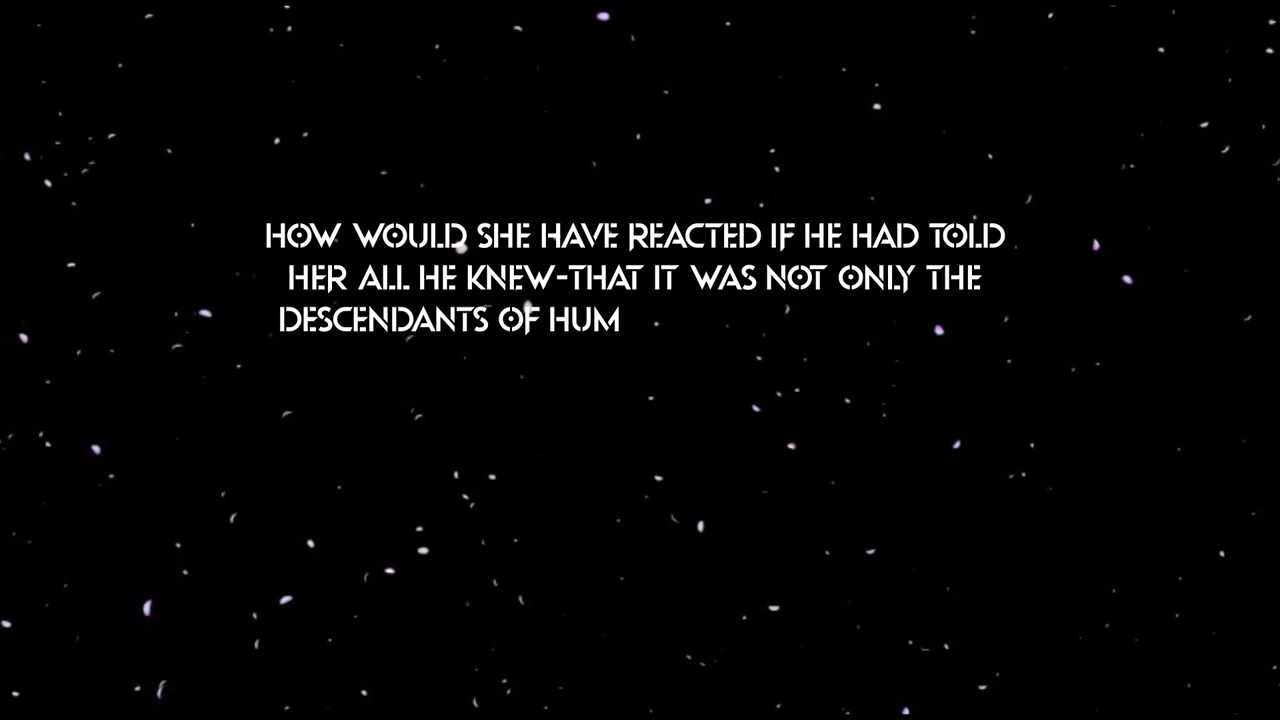 HOW WOULD SHE HAVE REACTED IF HE HAD TOLD
HER ALL HE KNEW-THAT IT WAS NOT ONLY THE
DESCENDANTS OF HUM